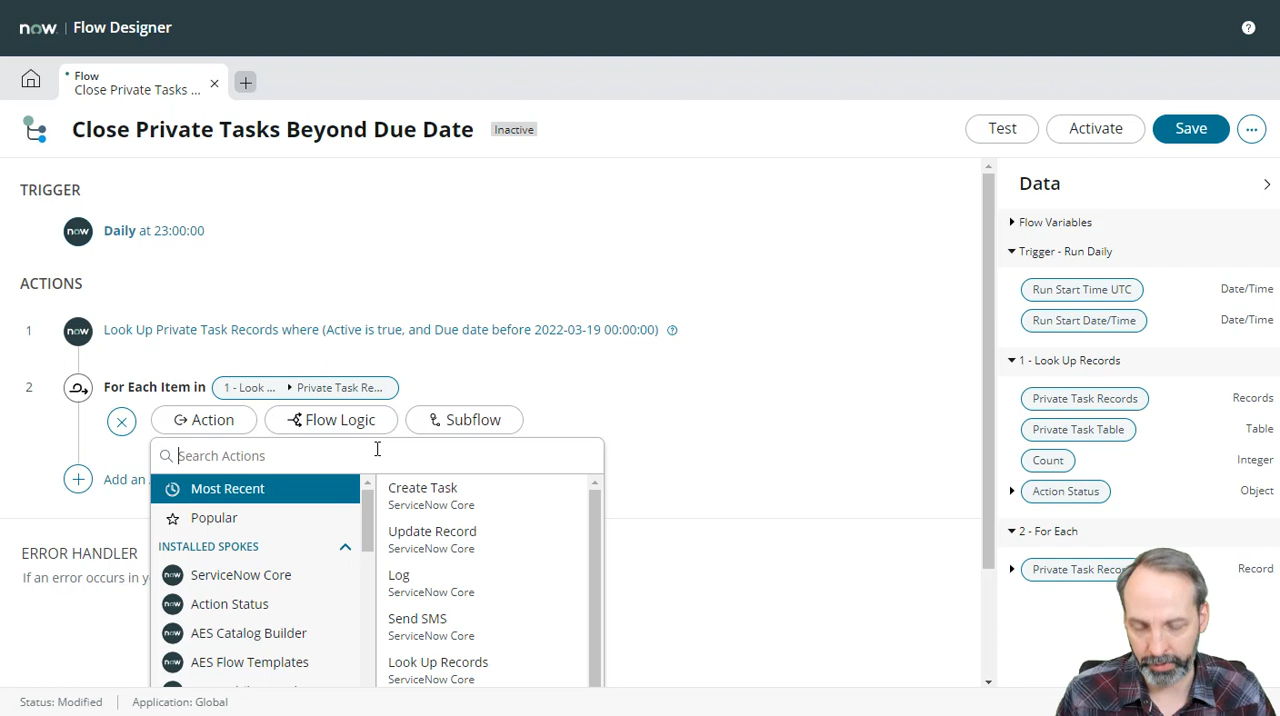 now. | Flow Designer
Flow
Close Private Tasks ...
Close Private Tasks Beyond Due Date
Inactive
Test
Activate
Save
TRIGGER
now
Daily at 23:00:00
ACTIONS
1
now
Look Up Private Task Records where (Active is true, and Due date before 2022-03-19 00:00:00)
2
For Each Item in
1 - Look ...
Private Task Re...
Action
Flow Logic
Subflow
Search Actions
Add an
Most Recent
Popular
INSTALLED SPOKES
now
ServiceNow Core
now
Action Status
now
AES Catalog Builder
now
AES Flow Templates
Create Task
ServiceNow Core
Update Record
ServiceNow Core
Log
ServiceNow Core
Send SMS
ServiceNow Core
Look Up Records
ServiceNow Core
ERROR HANDLER
If an error occurs in y
Data
Flow Variables
Trigger - Run Daily
Run Start Time UTC
Date/Time
Run Start Date/Time
Date/Time
1 - Look Up Records
Private Task Records
Records
Private Task Table
Table
Count
Integer
Action Status
Object
2 - For Each
Private Task Recor
Record
Status: Modified
Application: Global